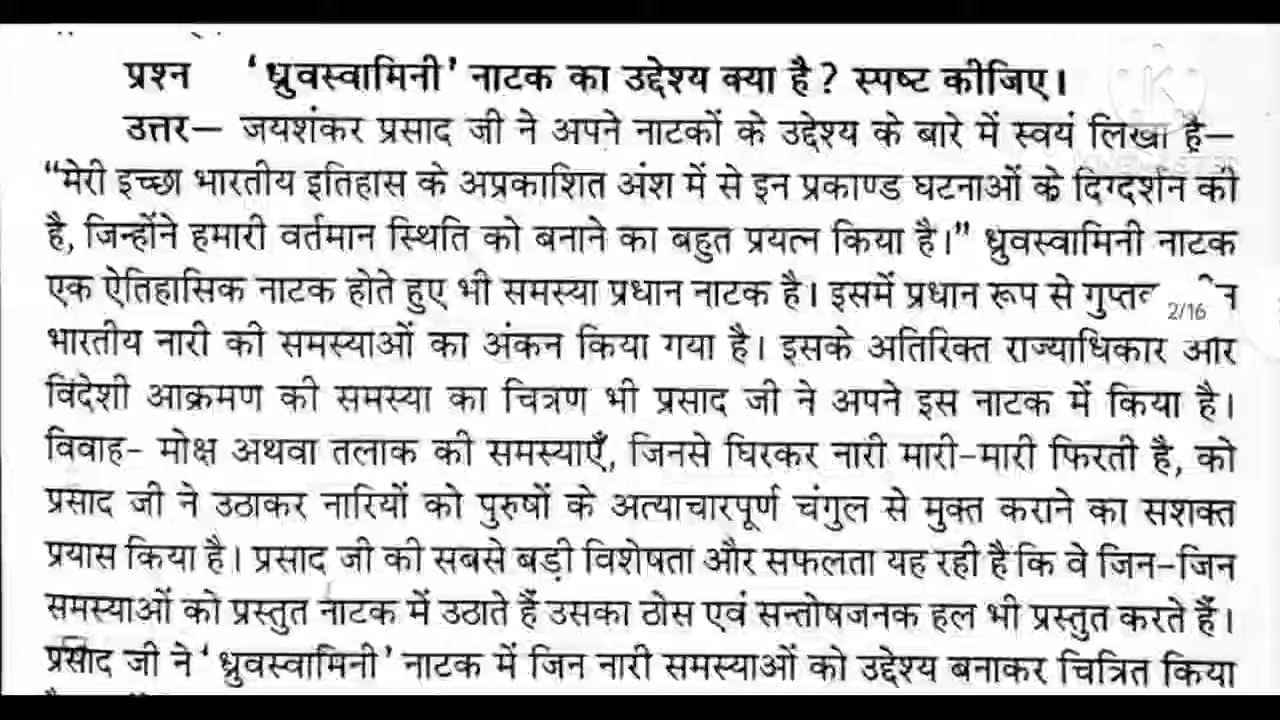 प्रश्न 'ध्रुवस्वामिनी' नाटक का उद्देश्य क्या है? स्पष्ट कीजिए।
उत्तर— जयशंकर प्रसाद जी ने अपने नाटकों के उद्देश्य के बारे में स्वयं लिखा है—
"मेरी इच्छा भारतीय इतिहास के अप्रकाशित अंश में से इन प्रकाण्ड घटनाओं के दिग्दर्शन की
है, जिन्होंने हमारी वर्तमान स्थिति को बनाने का बहुत प्रयत्न किया है।" ध्रुवस्वामिनी नाटक
एक ऐतिहासिक नाटक होते हुए भी समस्या प्रधान नाटक है। इसमें प्रधान रूप से
2/16
भारतीय नारी की समस्याओं का अंकन किया गया है। इसके अतिरिक्त राज्याधिकार और
विदेशी आक्रमण की समस्या का चित्रण भी प्रसाद जी ने अपने इस नाटक में किया है।
विवाह- मोक्ष अथवा तलाक की समस्याएँ, जिनसे घिरकर नारी मारी-मारी फिरती है, को
प्रसाद जी ने उठाकर नारियों को पुरुषों के अत्याचारपूर्ण चंगुल से मुक्त कराने का सशक्त
प्रयास किया है। प्रसाद जी की सबसे बड़ी विशेषता और सफलता यह रही है कि वे जिन-जिन
समस्याओं को प्रस्तुत नाटक में उठाते हैं उसका ठोस एवं सन्तोषजनक हल भी प्रस्तुत करते हैं।
प्रसाद जी ने 'ध्रुवस्वामिनी' नाटक में जिन नारी समस्याओं को उद्देश्य बनाकर चित्रित किया